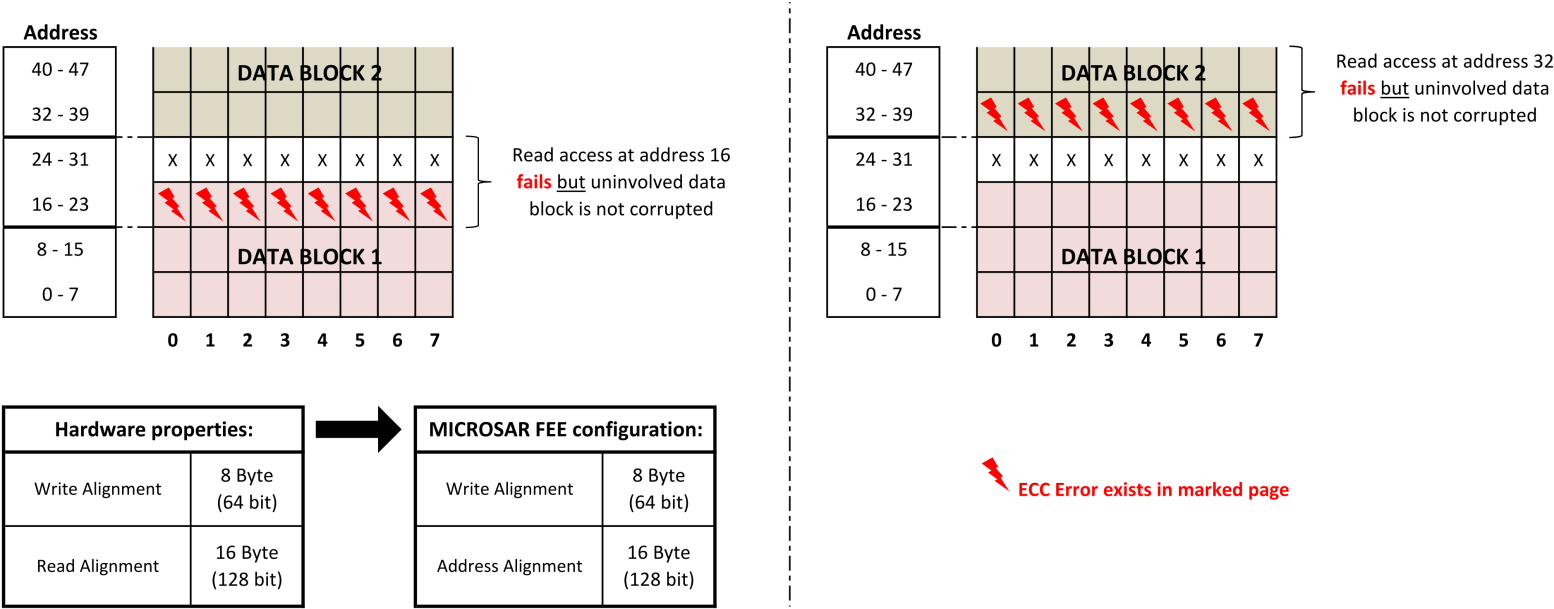 Address
40 - 47
32 - 39
24 - 31
16 - 23
8 - 15
0 - 7
DATA BLOCK 2
X X X X X X X X
DATA BLOCK 1
0 1 2 3 4 5 6 7
Read access at address 16
fails but uninvolved data
block is not corrupted
Address
40 - 47
32 - 39
24 - 31
16 - 23
8 - 15
0 - 7
DATA BLOCK 2
X X X X X X X X
DATA BLOCK 1
0 1 2 3 4 5 6 7
Read access at address 32
fails but uninvolved data
block is not corrupted
Hardware properties:
Write Alignment
8 Byte
(64 bit)
Read Alignment
16 Byte
(128 bit)
MICROSAR FEE configuration:
Write Alignment
8 Byte
(64 bit)
Address Alignment
16 Byte
(128 bit)
ECC Error exists in marked page